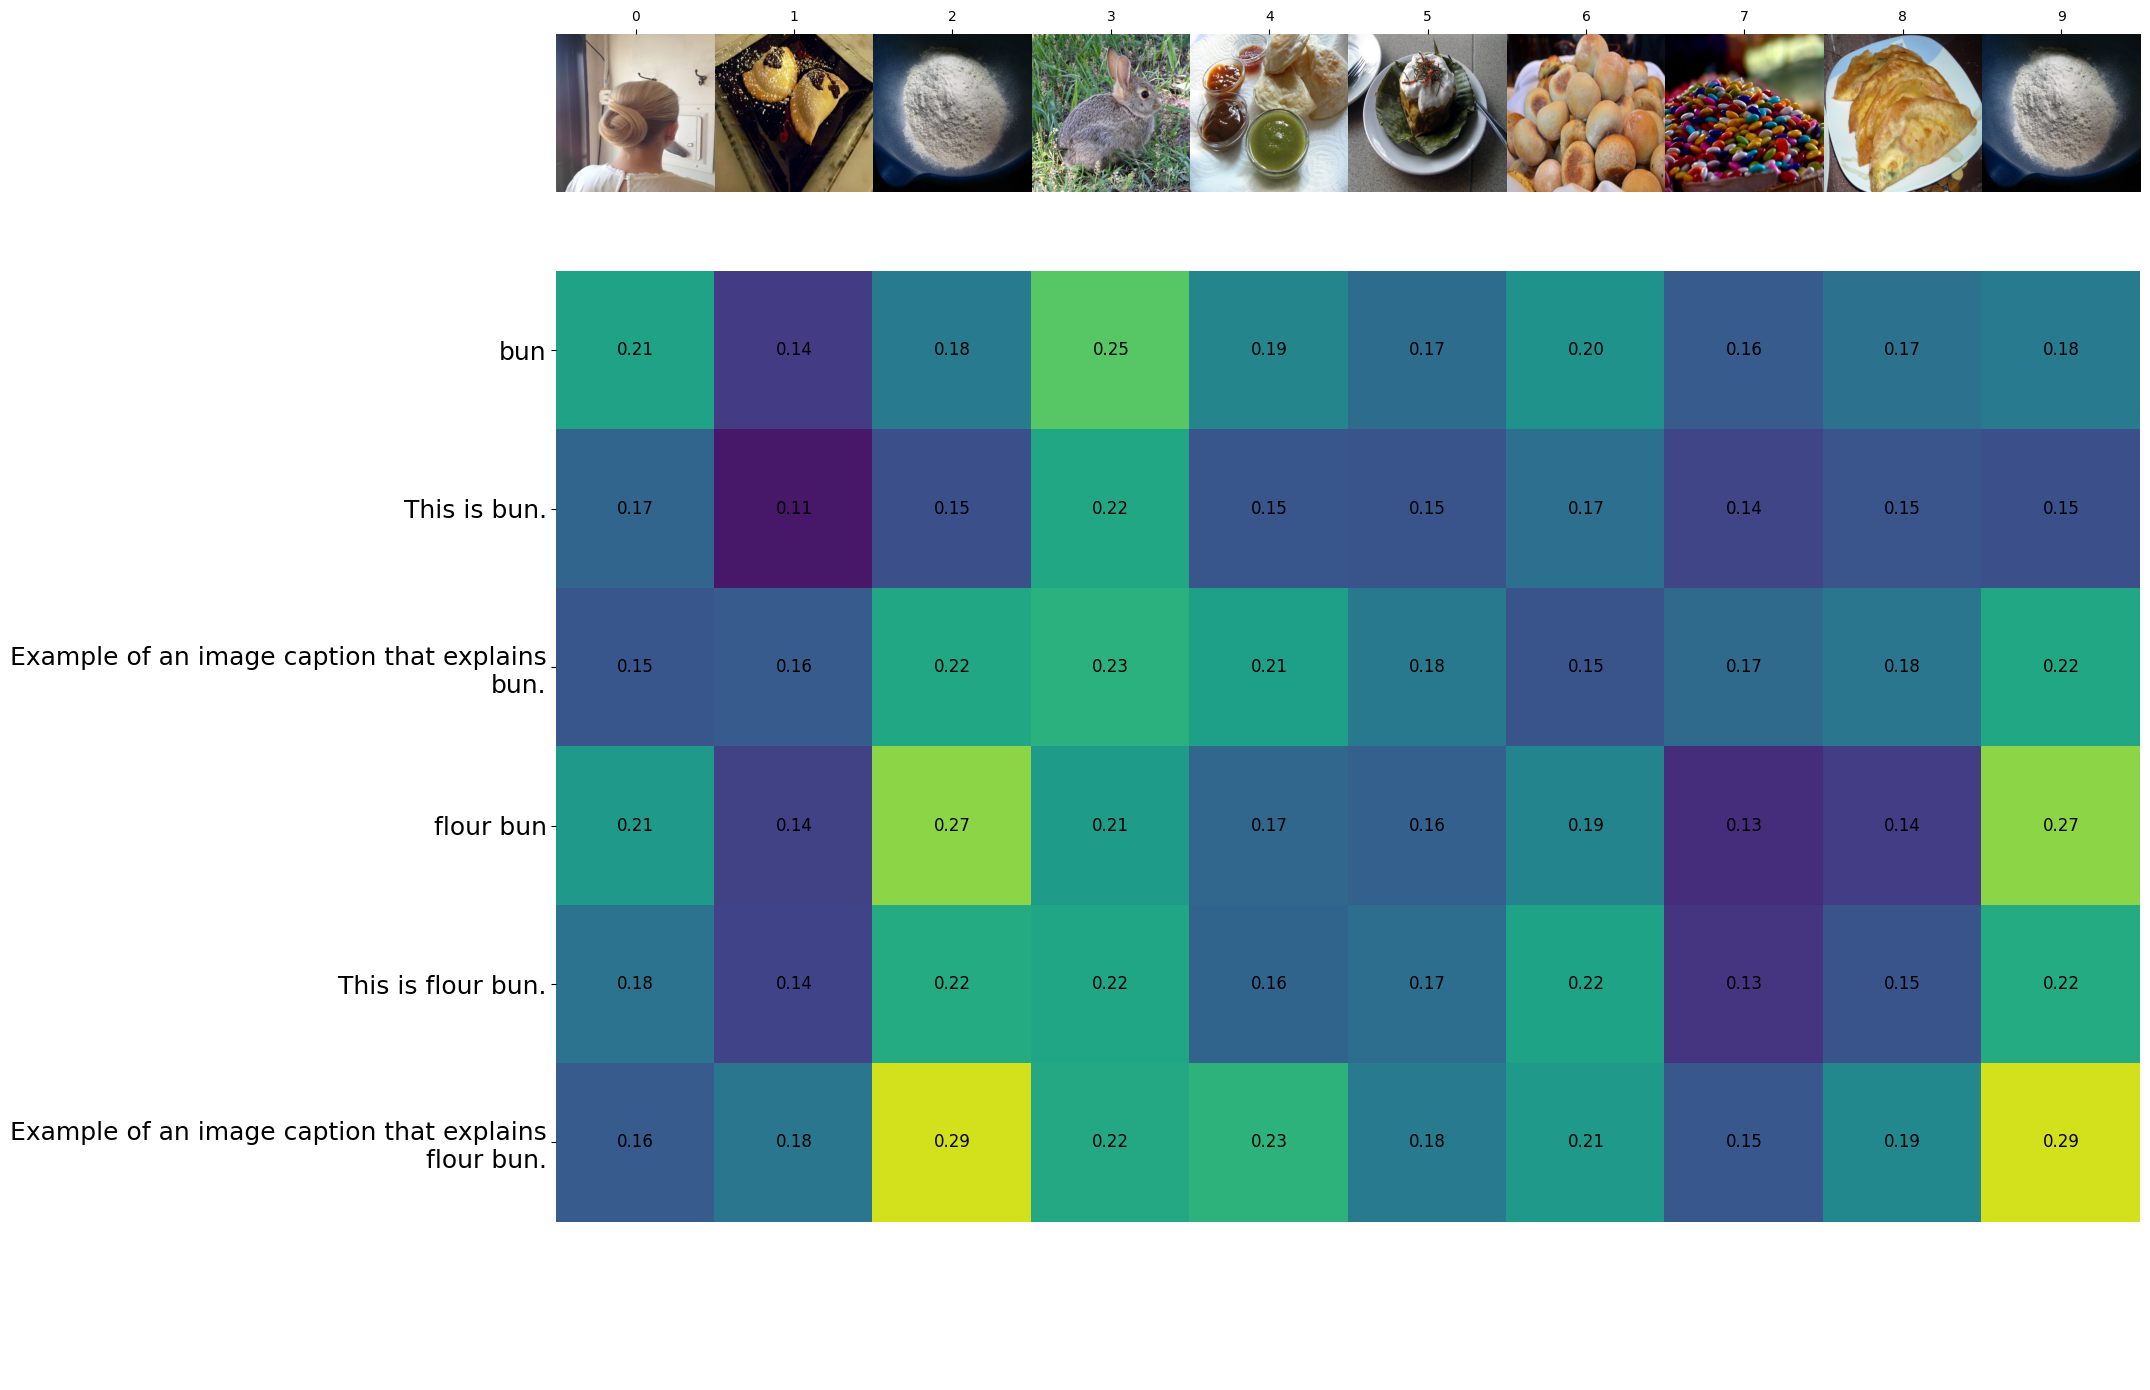 0 1 2 3 4 5 6 7 8 9
bun 0.21 0.14 0.18 0.25 0.19 0.17 0.20 0.16 0.17 0.18
This is bun. 0.17 0.11 0.15 0.22 0.15 0.15 0.17 0.14 0.15 0.15
Example of an image caption that explains
bun. 0.15 0.16 0.22 0.23 0.21 0.18 0.15 0.17 0.18 0.22
flour bun 0.21 0.14 0.27 0.21 0.17 0.16 0.19 0.13 0.14 0.27
This is flour bun. 0.18 0.14 0.22 0.22 0.16 0.17 0.22 0.13 0.15 0.22
Example of an image caption that explains
flour bun. 0.16 0.18 0.29 0.22 0.23 0.18 0.21 0.15 0.19 0.29